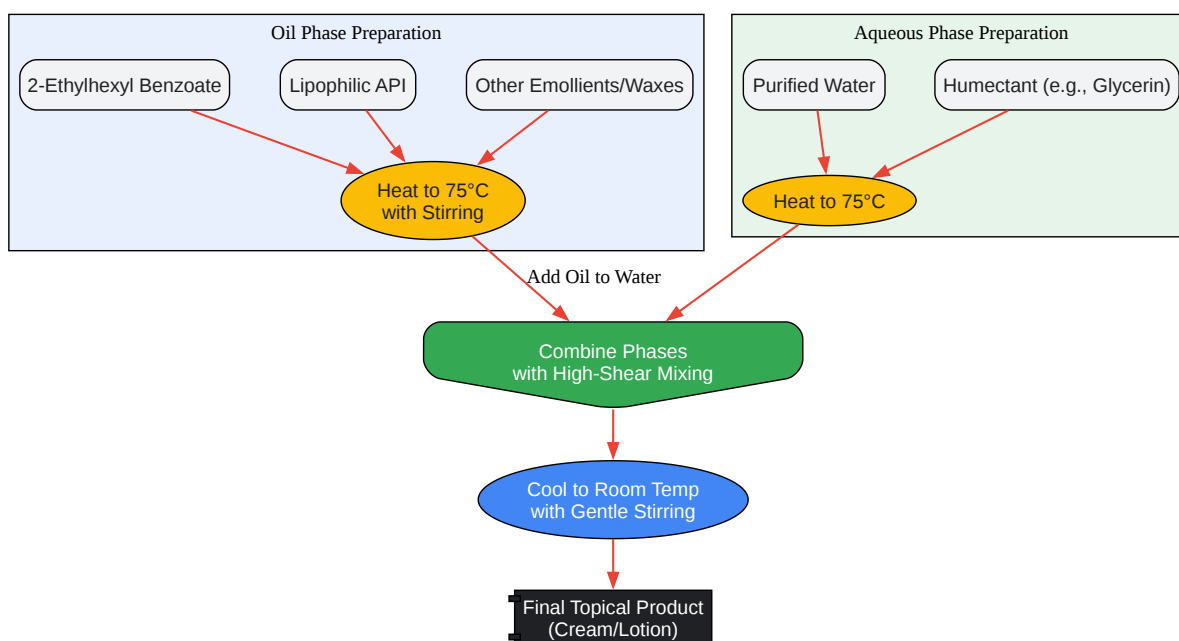 Oil Phase Preparation
2-Ethylhexyl Benzoate
Lipophilic API
Other Emollients/Waxes
Heat to 75°C
with Stirring
Aqueous Phase Preparation
Purified Water
Humectant (e.g., Glycerin)
Heat to 75°C
Add Oil to Water
Combine Phases
with High-Shear Mixing
Cool to Room Temp
with Gentle Stirring
Final Topical Product
(Cream/Lotion)